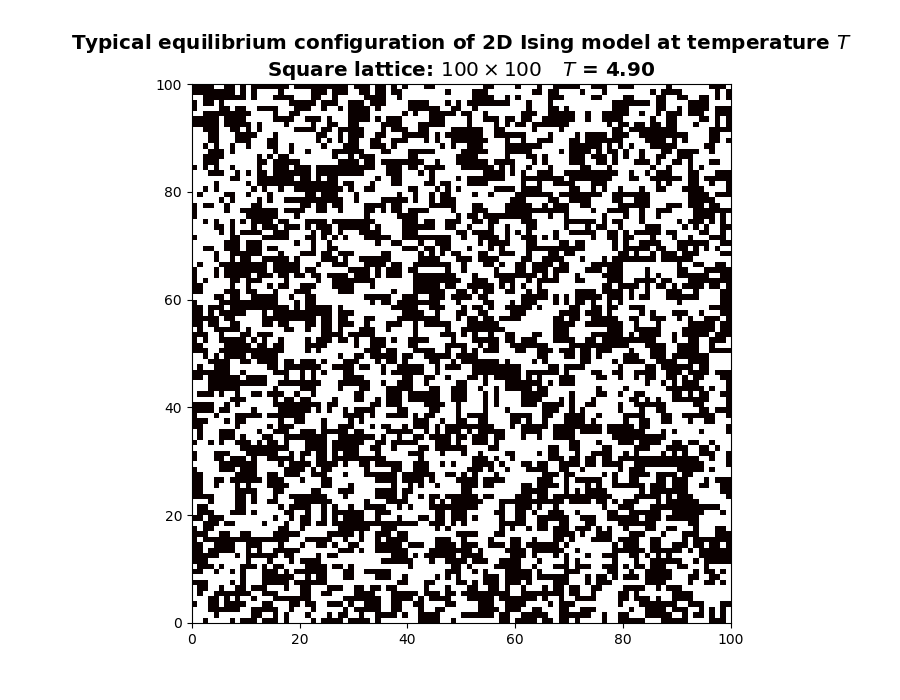 Typical equilibrium configuration of 2D Ising model at temperature T
Square lattice: 100 × 100 T = 4.90
100
80
60
40
20
0
0 20 40 60 80 100